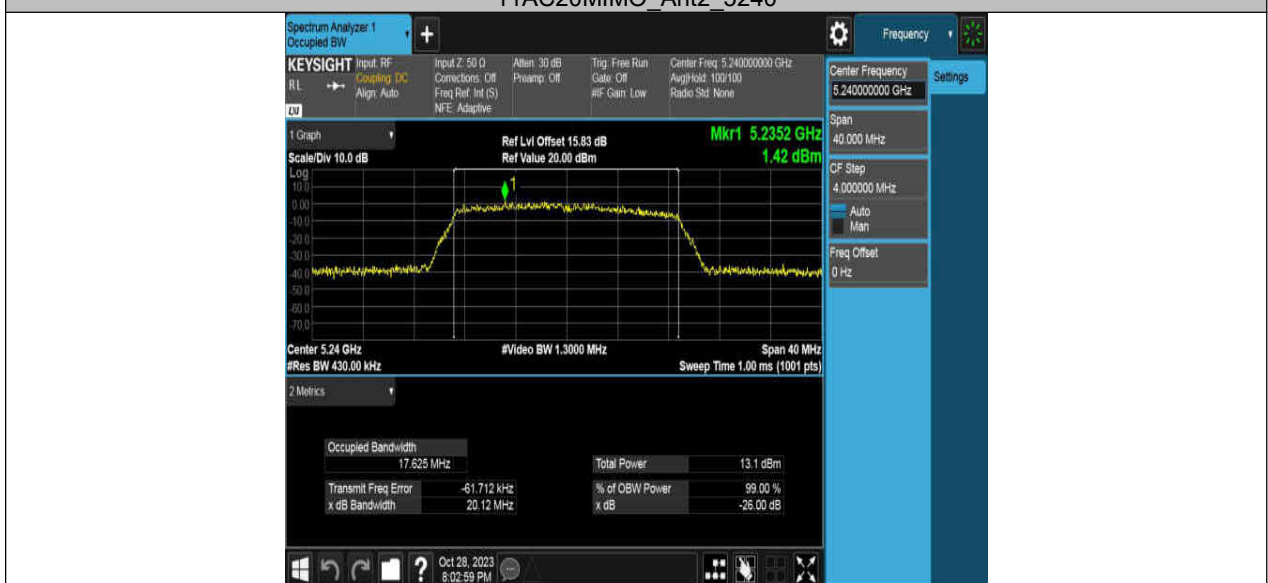 11AC20MIMO_Ant2_5240
Spectrum Analyzer 1
Occupied BW
+
Frequency
KEYSIGHT
RL
LXI
Input: RF
Coupling: DC
Align: Auto
Input Z: 50 Ω
Corrections: Off
Freq Ref: Int (S)
NFE: Adaptive
Atten: 30 dB
Preamp: Off
Trig: Free Run
Gate: Off
#IF Gain: Low
Center Freq: 5.240000000 GHz
Avg|Hold: 100/100
Radio Std: None
Center Frequency
5.240000000 GHz
Settings
Span
40.000 MHz
CF Step
4.000000 MHz
Auto
Man
Freq Offset
0 Hz
1 Graph
Scale/Div 10.0 dB
Ref Lvl Offset 15.83 dB
Ref Value 20.00 dBm
Mkr1 5.2352 GHz
1.42 dBm
Log
10.0
0.00
-10.0
-20.0
-30.0
-40.0
-50.0
-60.0
-70.0
1
Center 5.24 GHz
#Res BW 430.00 kHz
#Video BW 1.3000 MHz
Span 40 MHz
Sweep Time 1.00 ms (1001 pts)
2 Metrics
Occupied Bandwidth
17.625 MHz
Total Power 13.1 dBm
Transmit Freq Error -61.712 kHz
% of OBW Power 99.00 %
x dB Bandwidth 20.12 MHz
x dB -26.00 dB
?
Oct 28, 2023
8:02:59 PM